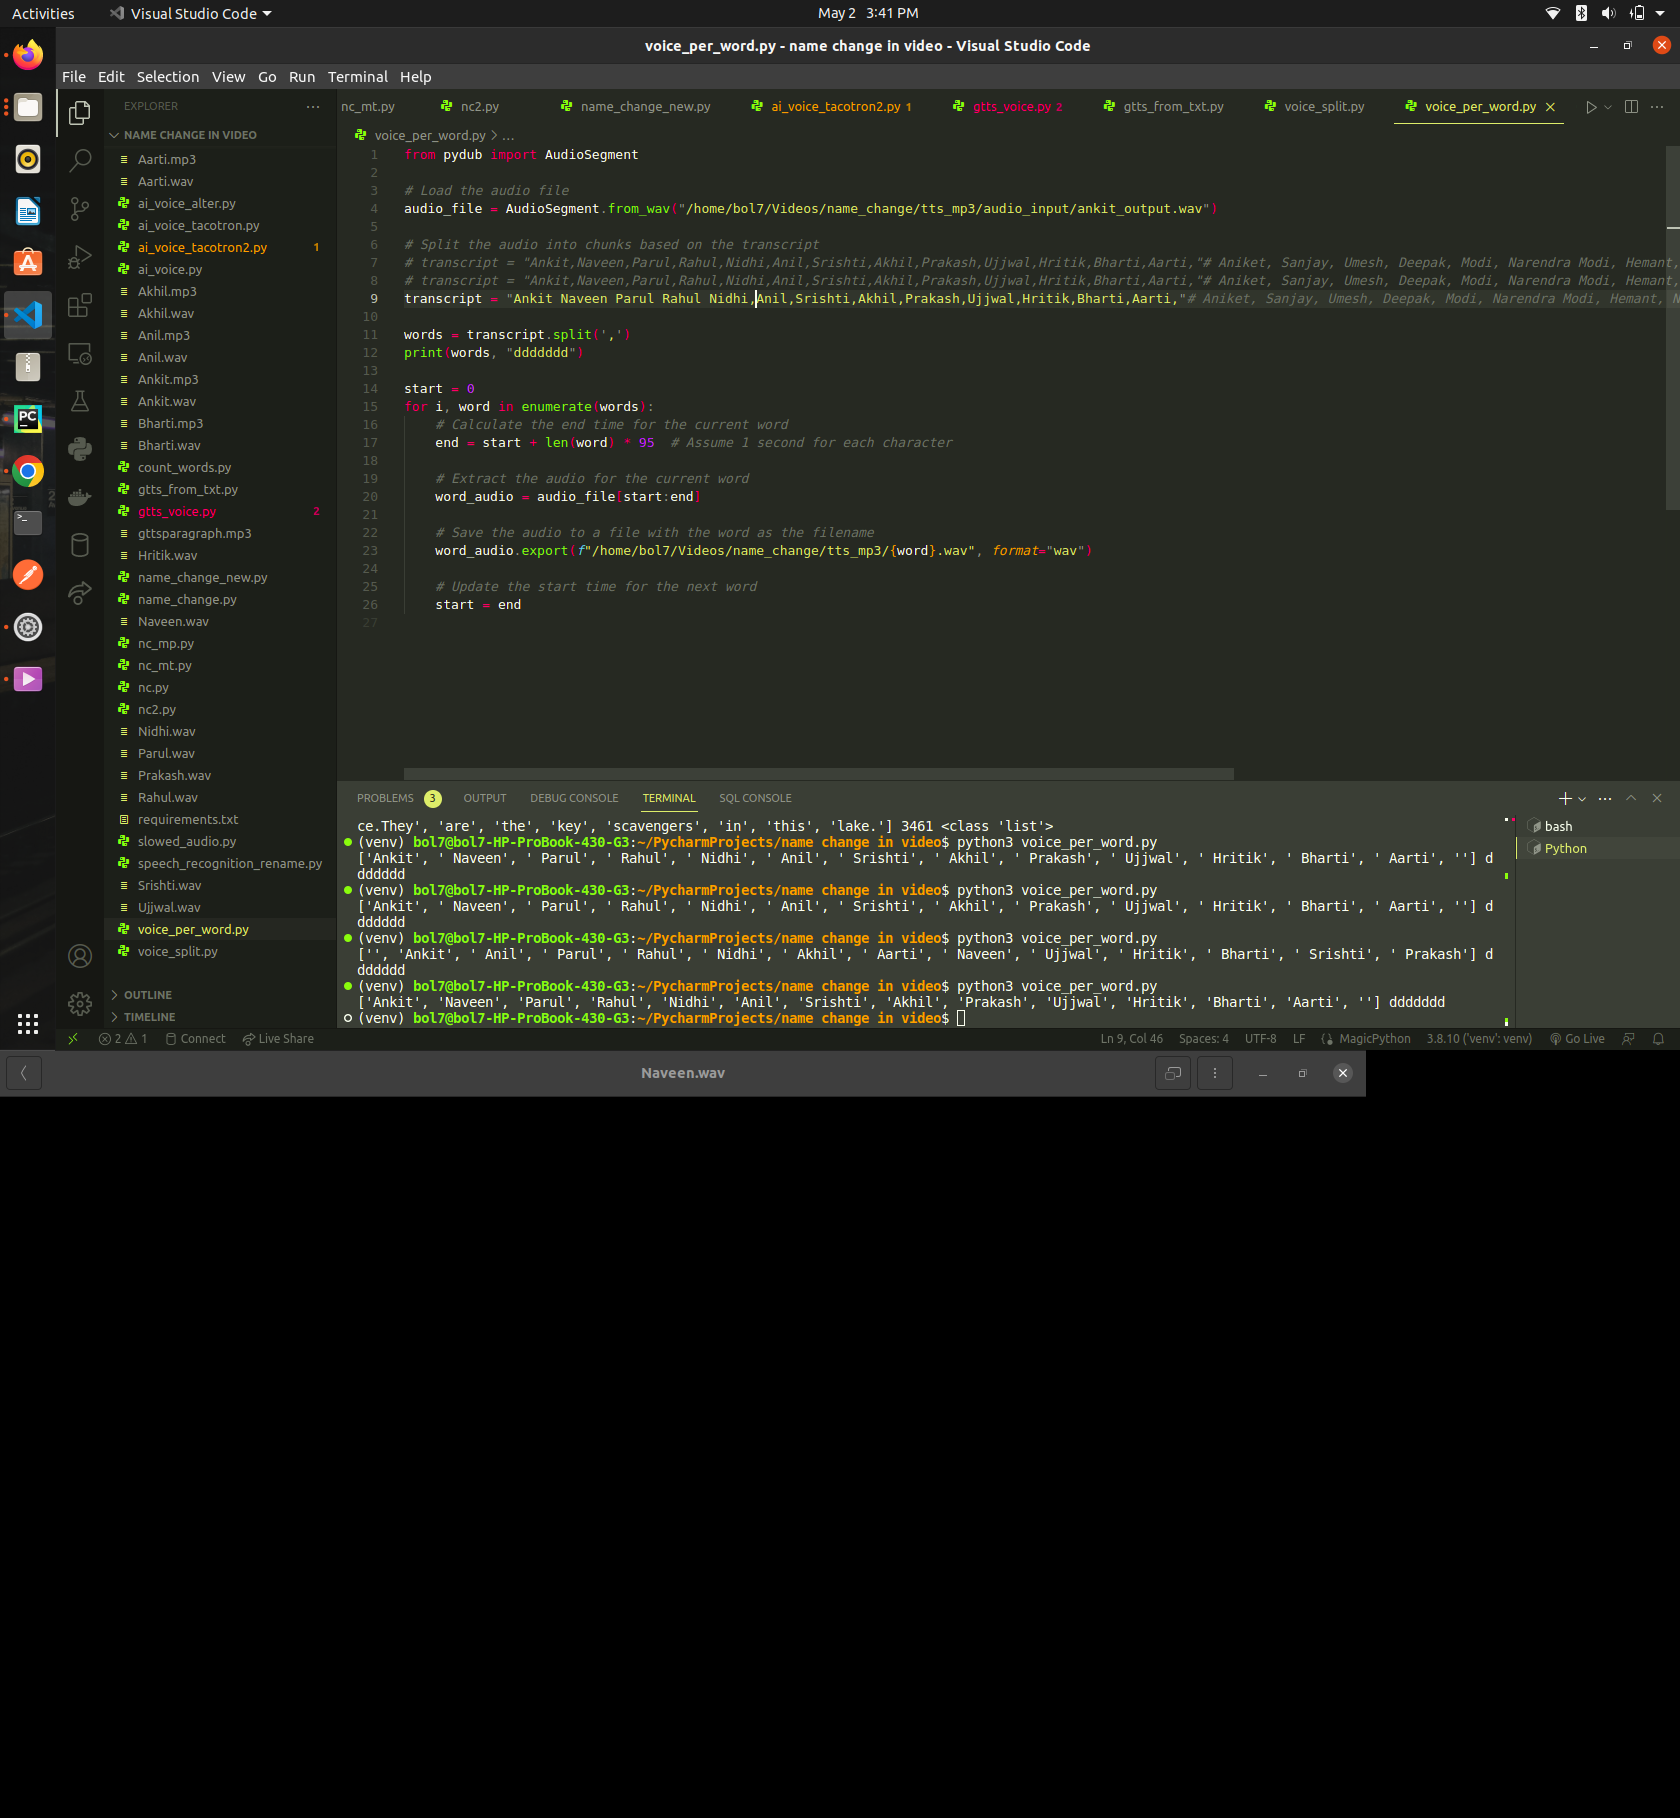 Activities
Visual Studio Code
May 2 3:41 PM
voice_per_word.py - name change in video - Visual Studio Code
File Edit Selection View Go Run Terminal Help
EXPLORER
NAME CHANGE IN VIDEO
Aarti.mp3
Aarti.wav
ai_voice_alter.py
ai_voice_tacotron.py
ai_voice_tacotron2.py 1
ai_voice.py
Akhil.mp3
Akhil.wav
Anil.mp3
Anil.wav
Ankit.mp3
Ankit.wav
Bharti.mp3
Bharti.wav
count_words.py
gtts_from_txt.py
gtts_voice.py 2
gttsparagraph.mp3
Hritik.wav
name_change_new.py
name_change.py
Naveen.wav
nc_mp.py
nc_mt.py
nc.py
nc2.py
Nidhi.wav
Parul.wav
Prakash.wav
Rahul.wav
requirements.txt
slowed_audio.py
speech_recognition_rename.py
Srishti.wav
Ujjwal.wav
voice_per_word.py
voice_split.py
OUTLINE
TIMELINE
nc_mt.py nc2.py name_change_new.py ai_voice_tacotron2.py 1 gtts_voice.py 2 gtts_from_txt.py voice_split.py voice_per_word.py
voice_per_word.py > ...
1 from pydub import AudioSegment
2
3 # Load the audio file
4 audio_file = AudioSegment.from_wav("/home/bol7/Videos/name_change/tts_mp3/audio_input/ankit_output.wav")
5
6 # Split the audio into chunks based on the transcript
7 # transcript = "Ankit,Naveen,Parul,Rahul,Nidhi,Anil,Srishti,Akhil,Prakash,Ujjwal,Hritik,Bharti,Aarti,"# Aniket, Sanjay, Umesh, Deepak, Modi, Narendra Modi, Hemant,
8 # transcript = "Ankit,Naveen,Parul,Rahul,Nidhi,Anil,Srishti,Akhil,Prakash,Ujjwal,Hritik,Bharti,Aarti,"# Aniket, Sanjay, Umesh, Deepak, Modi, Narendra Modi, Hemant,
9 transcript = "Ankit Naveen Parul Rahul Nidhi,Anil,Srishti,Akhil,Prakash,Ujjwal,Hritik,Bharti,Aarti,"# Aniket, Sanjay, Umesh, Deepak, Modi, Narendra Modi, Hemant, N
10
11 words = transcript.split(',')
12 print(words, "ddddddd")
13
14 start = 0
15 for i, word in enumerate(words):
16 # Calculate the end time for the current word
17 end = start + len(word) * 95 # Assume 1 second for each character
18
19 # Extract the audio for the current word
20 word_audio = audio_file[start:end]
21
22 # Save the audio to a file with the word as the filename
23 word_audio.export(f"/home/bol7/Videos/name_change/tts_mp3/{word}.wav", format="wav")
24
25 # Update the start time for the next word
26 start = end
27
PROBLEMS 3 OUTPUT DEBUG CONSOLE TERMINAL SQL CONSOLE
ce.They', 'are', 'the', 'key', 'scavengers', 'in', 'this', 'lake.'] 3461 <class 'list'>
(venv) bol7@bol7-HP-ProBook-430-G3:~/PycharmProjects/name change in video$ python3 voice_per_word.py
['Ankit', ' Naveen', ' Parul', ' Rahul', ' Nidhi', ' Anil', ' Srishti', ' Akhil', ' Prakash', ' Ujjwal', ' Hritik', ' Bharti', ' Aarti', ''] d
dddddd
(venv) bol7@bol7-HP-ProBook-430-G3:~/PycharmProjects/name change in video$ python3 voice_per_word.py
['Ankit', ' Naveen', ' Parul', ' Rahul', ' Nidhi', ' Anil', ' Srishti', ' Akhil', ' Prakash', ' Ujjwal', ' Hritik', ' Bharti', ' Aarti', ''] d
dddddd
(venv) bol7@bol7-HP-ProBook-430-G3:~/PycharmProjects/name change in video$ python3 voice_per_word.py
['', 'Ankit', ' Anil', ' Parul', ' Rahul', ' Nidhi', ' Akhil', ' Aarti', ' Naveen', ' Ujjwal', ' Hritik', ' Bharti', ' Srishti', ' Prakash'] d
dddddd
(venv) bol7@bol7-HP-ProBook-430-G3:~/PycharmProjects/name change in video$ python3 voice_per_word.py
['Ankit', 'Naveen', 'Parul', 'Rahul', 'Nidhi', 'Anil', 'Srishti', 'Akhil', 'Prakash', 'Ujjwal', 'Hritik', 'Bharti', 'Aarti', ''] ddddddd
(venv) bol7@bol7-HP-ProBook-430-G3:~/PycharmProjects/name change in video$
bash
Python
2 1 Connect Live Share Ln 9, Col 46 Spaces: 4 UTF-8 LF MagicPython 3.8.10 ('venv': venv) Go Live
Naveen.wav